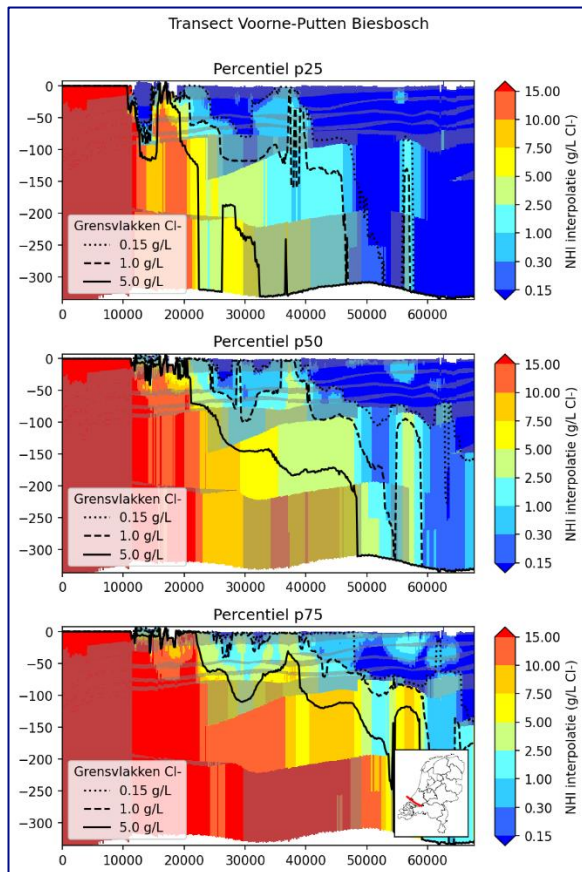 Transect Voorne-Putten Biesbosch
Percentiel p25
0
−50
−100
−150
−200
−250
−300
Grensvlakken Cl-
0.15 g/L
1.0 g/L
5.0 g/L
0 10000 20000 30000 40000 50000 60000
15.00
10.00
7.50
5.00
2.50
1.00
0.30
0.15
NHI interpolatie (g/L Cl-)
Percentiel p50
0
−50
−100
−150
−200
−250
−300
Grensvlakken Cl-
0.15 g/L
1.0 g/L
5.0 g/L
0 10000 20000 30000 40000 50000 60000
15.00
10.00
7.50
5.00
2.50
1.00
0.30
0.15
NHI interpolatie (g/L Cl-)
Percentiel p75
0
−50
−100
−150
−200
−250
−300
Grensvlakken Cl-
0.15 g/L
1.0 g/L
5.0 g/L
0 10000 20000 30000 40000 50000 60000
15.00
10.00
7.50
5.00
2.50
1.00
0.30
0.15
NHI interpolatie (g/L Cl-)